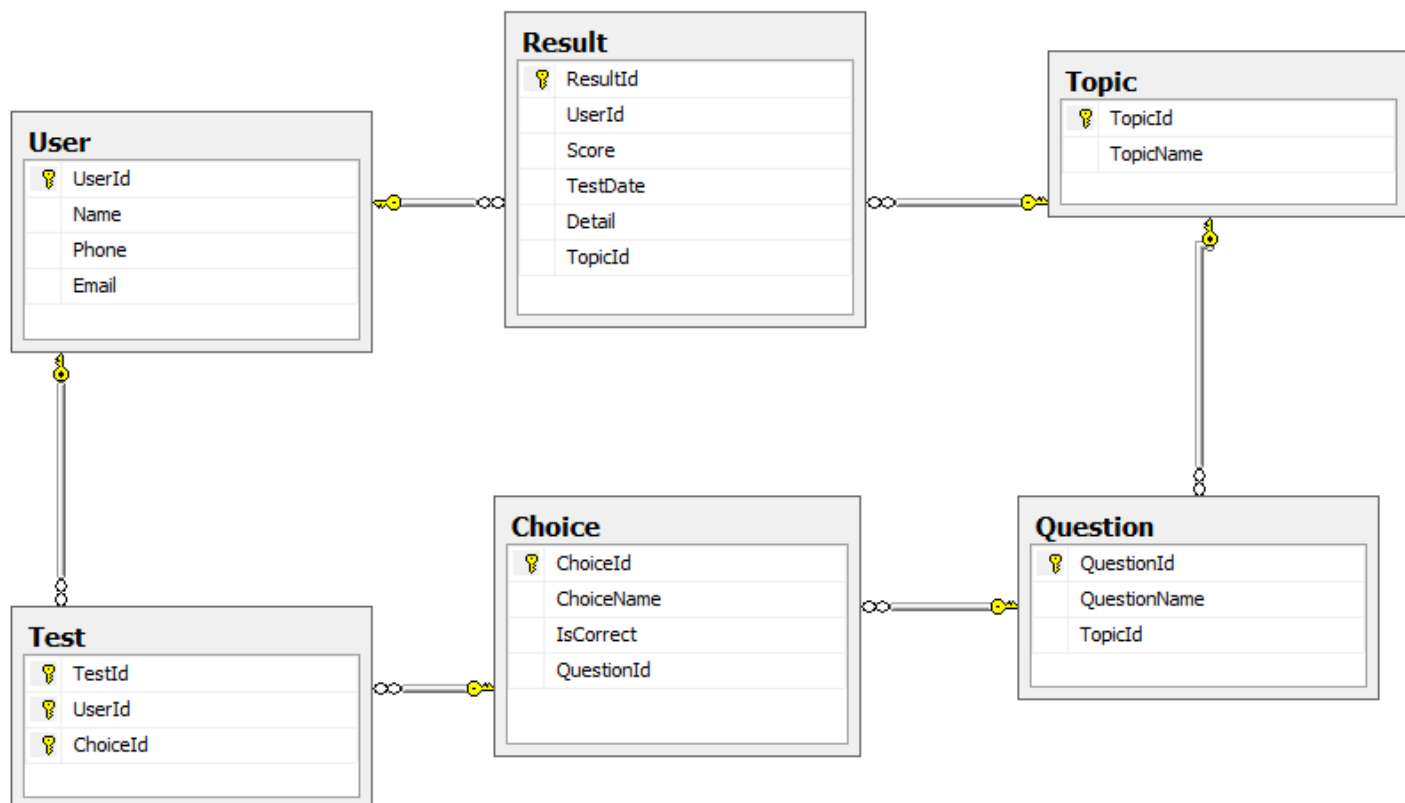 User
UserId
Name
Phone
Email
Result
ResultId
UserId
Score
TestDate
Detail
TopicId
Topic
TopicId
TopicName
Test
TestId
UserId
ChoiceId
Choice
ChoiceId
ChoiceName
IsCorrect
QuestionId
Question
QuestionId
QuestionName
TopicId